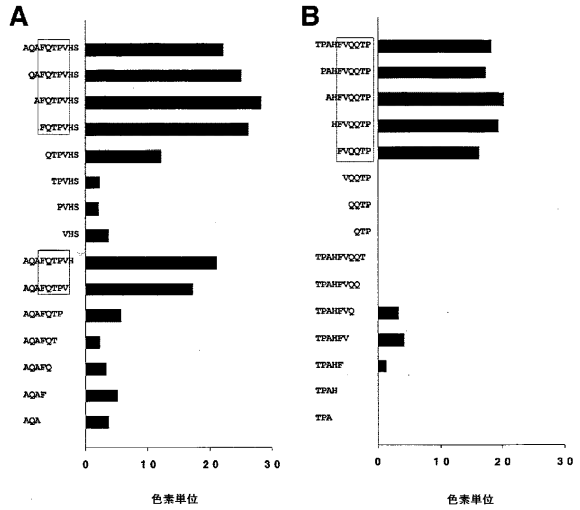 A
AQAFQTPVHS
QAFQTPVHS
AFQTPVHS
FQTPVHS
QTPVHS
TPVHS
PVHS
VHS
AQAFQTPVH
AQAFQTPV
AQAFQTP
AQAFQT
AQAFQ
AQAF
AQA
0 10 20 30
色素単位
B
TPAHFVQQTP
PAHFVQQTP
AHFVQQTP
HFVQQTP
FVQQTP
VQQTP
QQTP
QTP
TPAHFVQQT
TPAHFVQQ
TPAHFVQ
TPAHFV
TPAHF
TPAH
TPA
0 10 20 30
色素単位